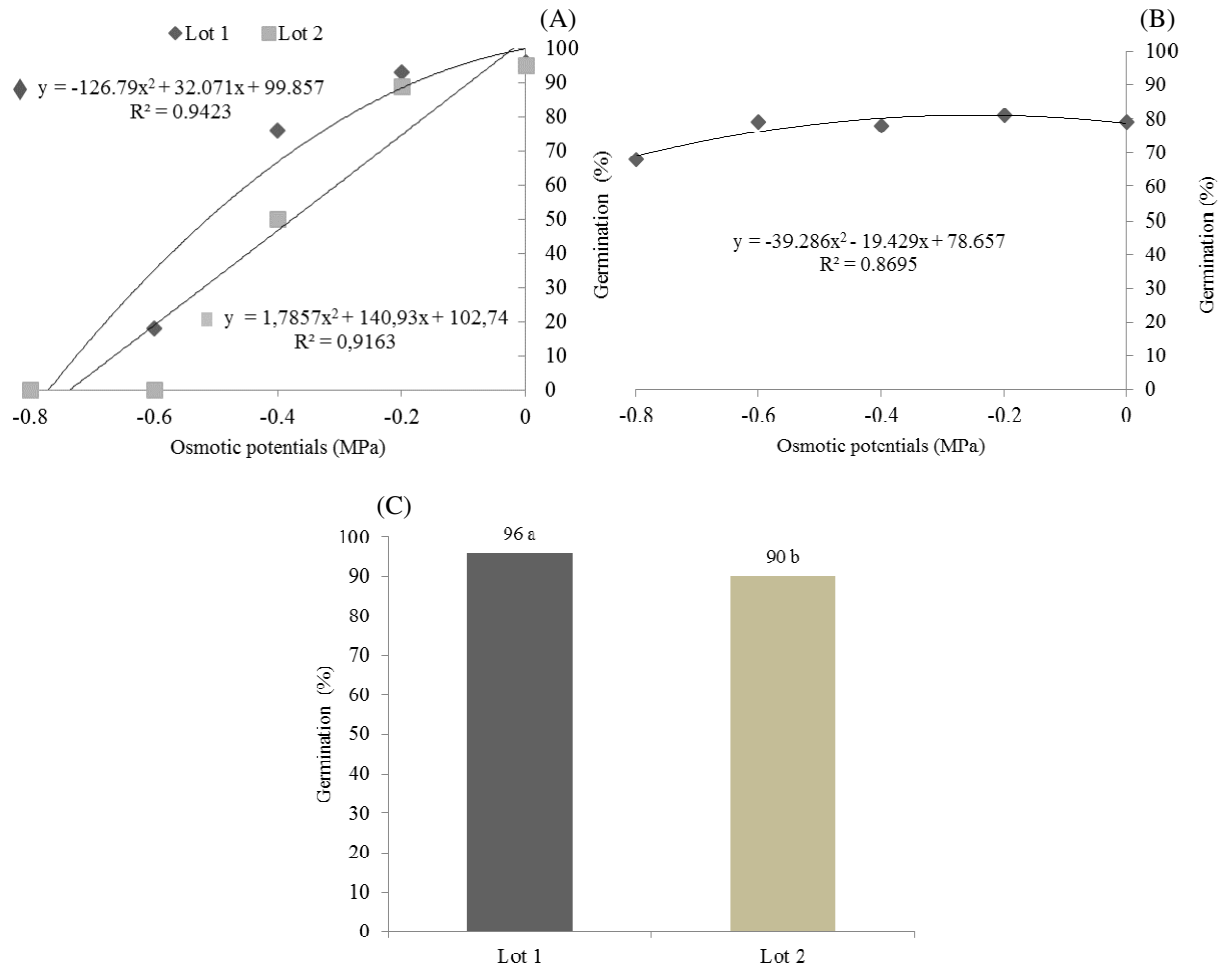 (A)
Lot 1 Lot 2
y = -126.79x² + 32.071x + 99.857
R² = 0.9423
y = 1,7857x² + 140,93x + 102,74
R² = 0,9163
100
90
80
70
60
50
40
30
20
10
0
Germination (%)
-0.8 -0.6 -0.4 -0.2 0
Osmotic potentials (MPa)
(B)
y = -39.286x² - 19.429x + 78.657
R² = 0.8695
100
90
80
70
60
50
40
30
20
10
0
Germination (%)
-0.8 -0.6 -0.4 -0.2 0
Osmotic potentials (MPa)
(C)
100
90
80
70
60
50
40
30
20
10
0
Germination (%)
96 a
90 b
Lot 1 Lot 2